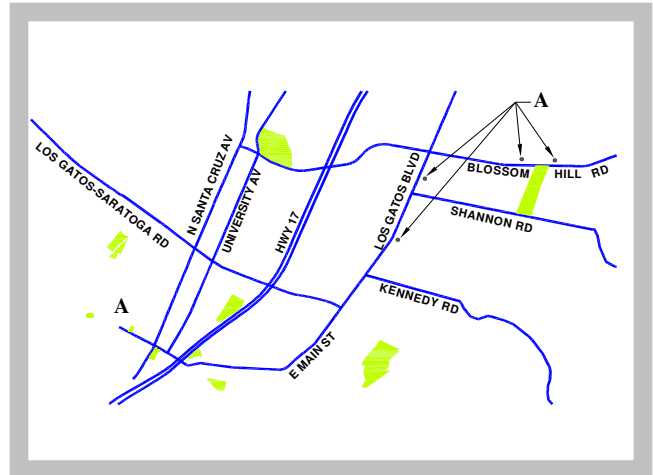 A
LOS GATOS-SARATOGA RD
N SANTA CRUZ AV
UNIVERSITY AV
HWY 17
LOS GATOS BLVD
BLOSSOM HILL RD
SHANNON RD
KENNEDY RD
A
E MAIN ST